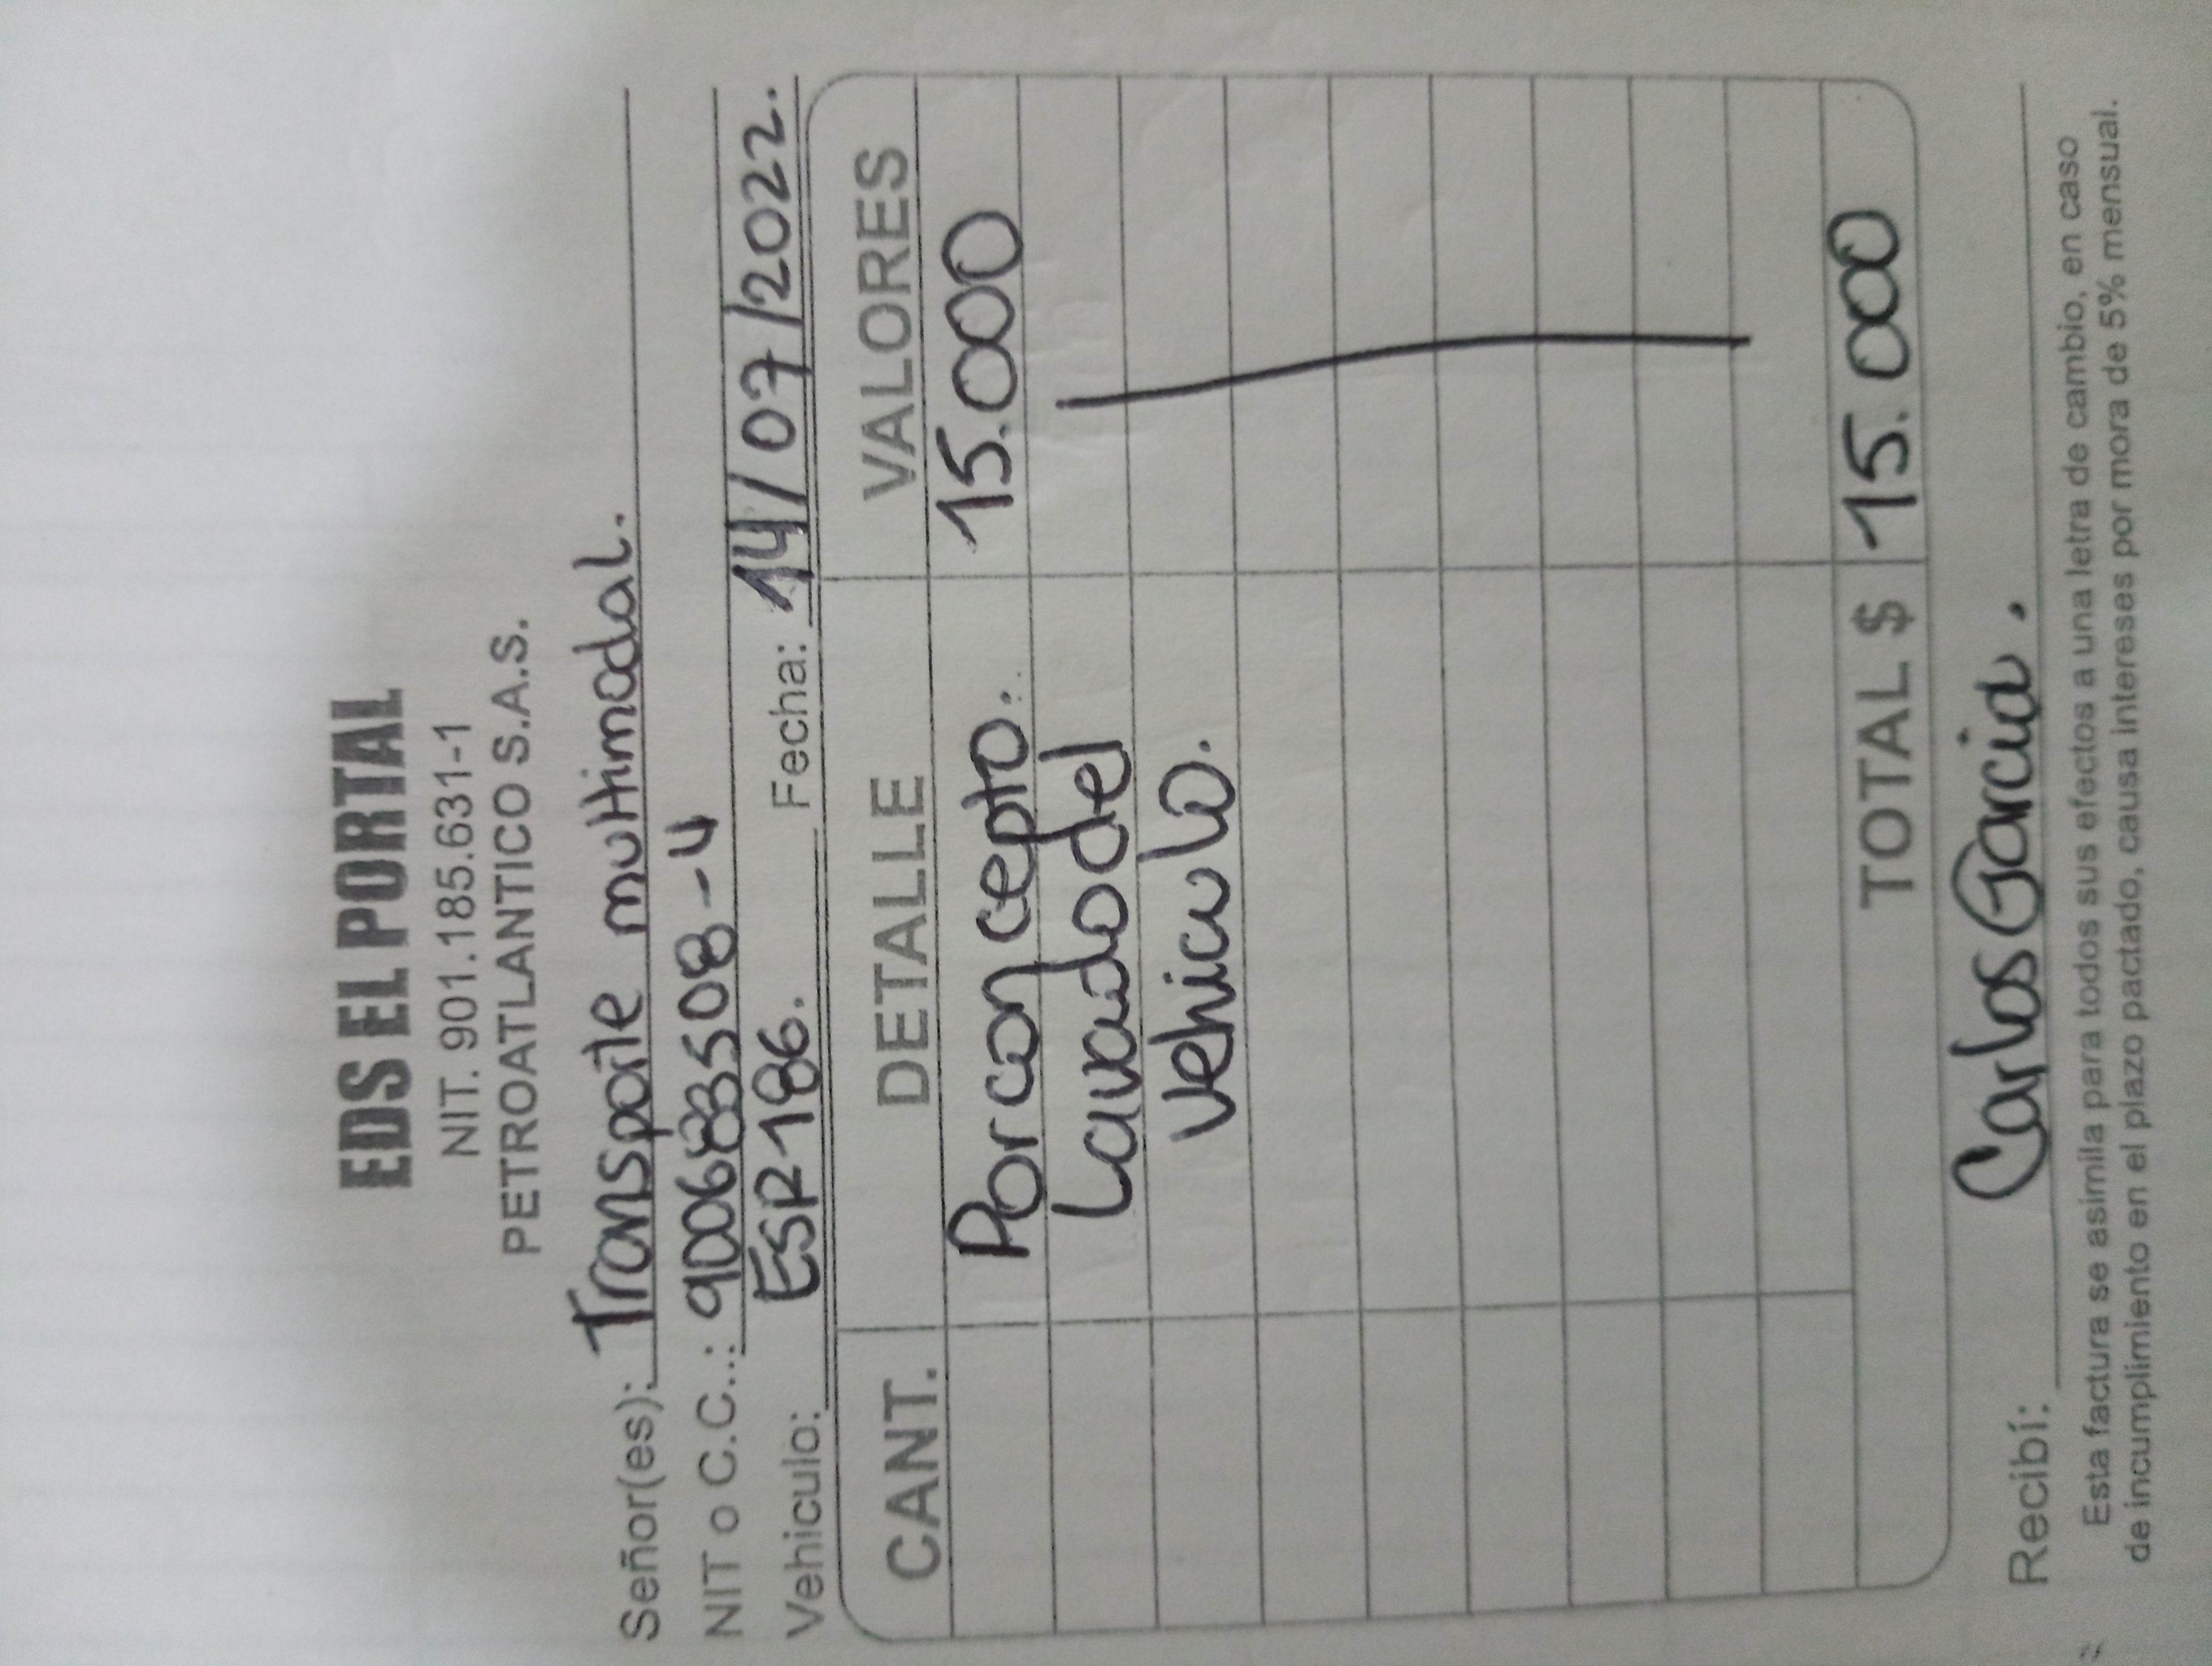 EDS EL PORTAL
NIT. 901.185.631-1
PETROATLANTICO S.A.S.
Señor(es): Transpoite multimodal.
NIT o C.C..: 900683508-4
Vehiculo: ESR186. Fecha: 14/07/2022.
CANT. DETALLE VALORES
Por concepto. 15.000
Lavado del
vehiculo.
TOTAL $ 15.000
Recibí: Carlos Garcia.
Esta factura se asimila para todos sus efectos a una letra de cambio, en caso
de incumplimiento en el plazo pactado, causa intereses por mora de 5% mensual.